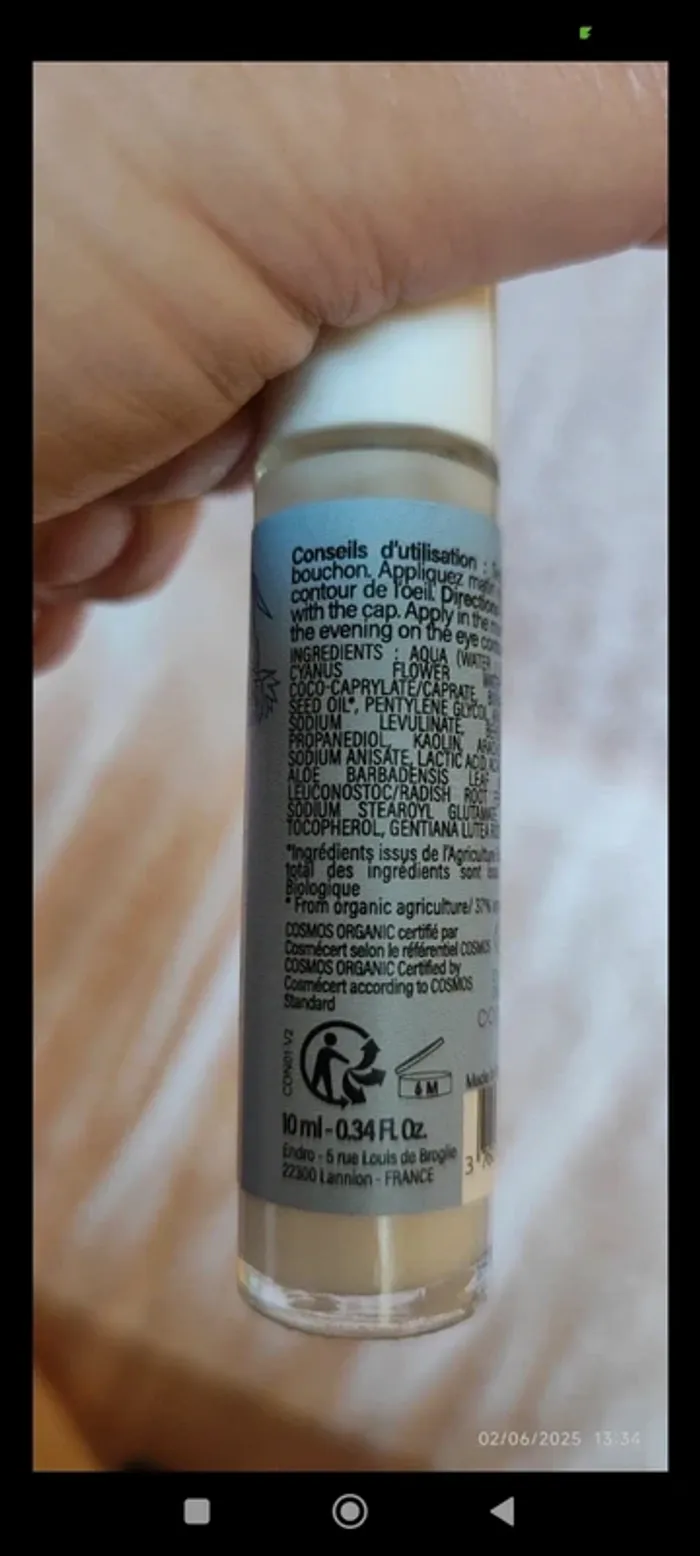 Conseils d'utilisation :
bouchon. Appliquez
contour de l'oeil. Directions
with the cap. Apply in the
the evening on the eye
INGREDIENTS : AQUA (WATER
CYANUS FLOWER
COCO-CAPRYLATE/CAPRATE,
SEED OIL*, PENTYLENE GLYCOL,
SODIUM LEVULINATE,
PROPANEDIOL, KAOLIN,
SODIUM ANISATE, LACTIC ACID,
ALOE BARBADENSIS LEAF
LEUCONOSTOC/RADISH ROOT
SODIUM STEAROYL GLUTAMATE
TOCOPHEROL, GENTIANA LUTEA
*Ingrédients issus de l'Agriculture
total des ingrédients sont
Biologique
* From organic agriculture/ 37%
COSMOS ORGANIC certifié par
Cosmécert selon le référentiel COSMOS
COSMOS ORGANIC Certified by
Cosmécert according to COSMOS
Standard
CDN01-V2
6 M
Made
10 ml - 0.34 Fl. Oz.
Endro - 6 rue Louis de Broglie
22300 Lannion - FRANCE
02/06/2025 13:34